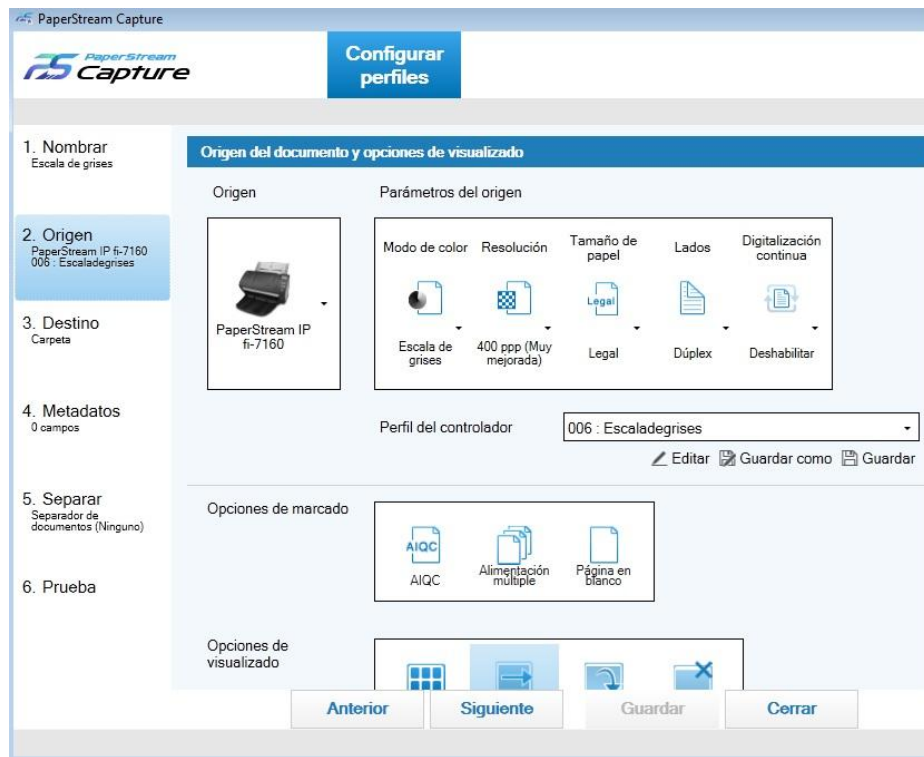 PaperStream Capture
PaperStream
Capture
Configurar
perfiles
1. Nombrar
Escala de grises
2. Origen
PaperStream IP fi-7160
006 : Escaladegrises
3. Destino
Carpeta
4. Metadatos
0 campos
5. Separar
Separador de
documentos (Ninguno)
6. Prueba
Origen del documento y opciones de visualizado
Origen
PaperStream IP
fi-7160
Parámetros del origen
Modo de color
Escala de
grises
Resolución
400 ppp (Muy
mejorada)
Tamaño de
papel
Legal
Legal
Lados
Dúplex
Digitalización
continua
Deshabilitar
Perfil del controlador
006 : Escaladegrises
Editar
Guardar como
Guardar
Opciones de marcado
AIQC
AIQC
Alimentación
múltiple
Página en
blanco
Opciones de
visualizado
Anterior
Siguiente
Guardar
Cerrar